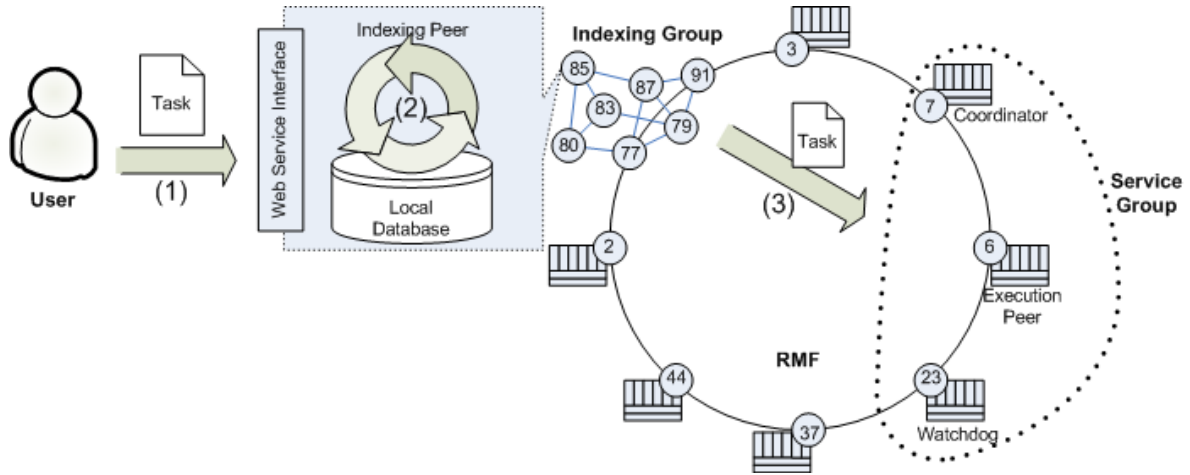 User
Task
(1)
Web Service Interface
Indexing Peer
(2)
Local
Database
Indexing Group
85
87
91
83
79
80
77
Task
(3)
3
7
Coordinator
Service
Group
6
Execution
Peer
23
Watchdog
37
44
2
RMF